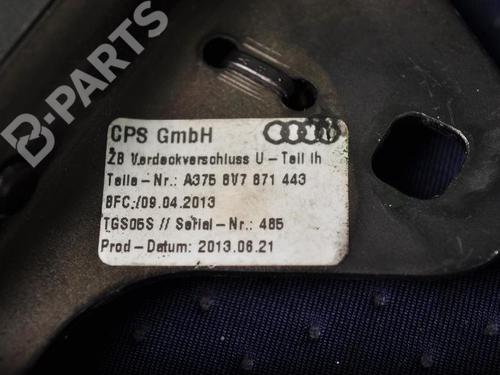 B-PARTS
CPS GmbH
ZB Verdeckverschluss U-Teil lh
Teile-Nr.: A375 8V7 871 443
BFC:/09.04.2013
TGS05S // Serial-Nr.: 485
Prod-Datum: 2013.06.21